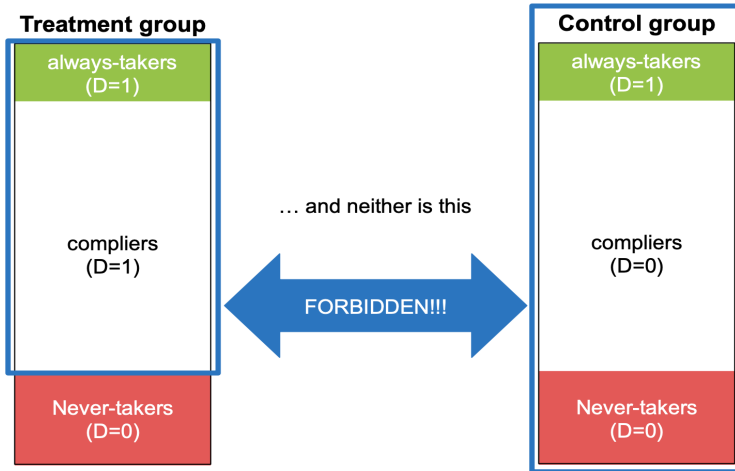 Treatment group
always-takers
(D=1)
compliers
(D=1)
Never-takers
(D=0)
… and neither is this
FORBIDDEN!!!
Control group
always-takers
(D=1)
compliers
(D=0)
Never-takers
(D=0)